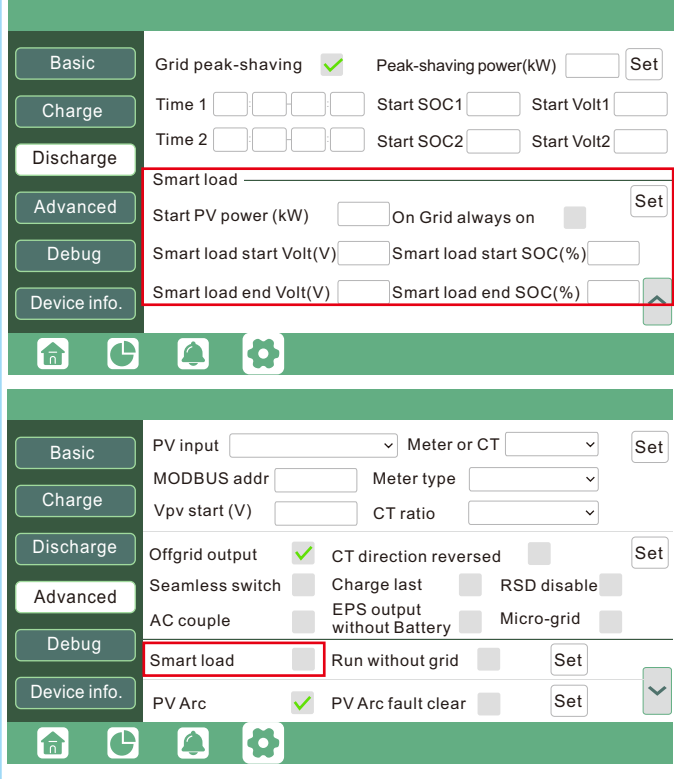 Basic
Charge
Discharge
Advanced
Debug
Device info.
Grid peak-shaving Peak-shaving power(kW) Set
Time 1 : - : Start SOC1 Start Volt1
Time 2 : - : Start SOC2 Start Volt2
Smart load
Set
Start PV power (kW) On Grid always on
Smart load start Volt(V) Smart load start SOC(%)
Smart load end Volt(V) Smart load end SOC(%)
Basic
Charge
Discharge
Advanced
Debug
Device info.
PV input Meter or CT Set
MODBUS addr Meter type
Vpv start (V) CT ratio
Offgrid output CT direction reversed Set
Seamless switch Charge last RSD disable
AC couple EPS output Micro-grid
without Battery
Smart load Run without grid Set
PV Arc PV Arc fault clear Set